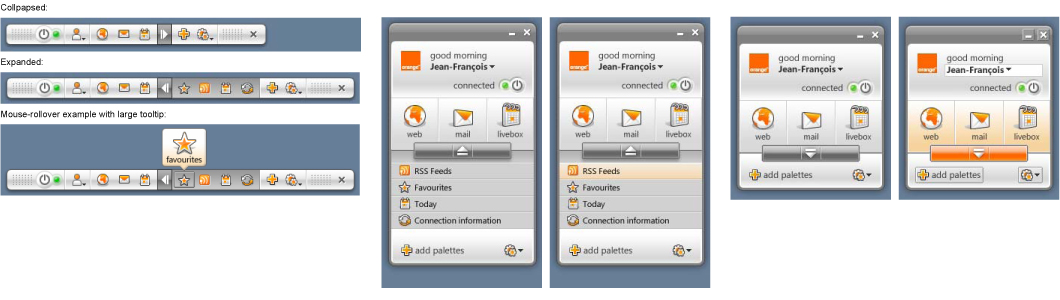 Collpapsed:
Expanded:
Mouse-rollover example with large tooltip:
favourites
good morning
Jean-François
connected
web mail livebox
RSS Feeds
Favourites
Today
Connection information
add palettes
good morning
Jean-François
connected
web mail livebox
RSS Feeds
Favourites
Today
Connection information
add palettes
good morning
Jean-François
connected
web mail livebox
add palettes
good morning
Jean-François
connected
web mail livebox
add palettes